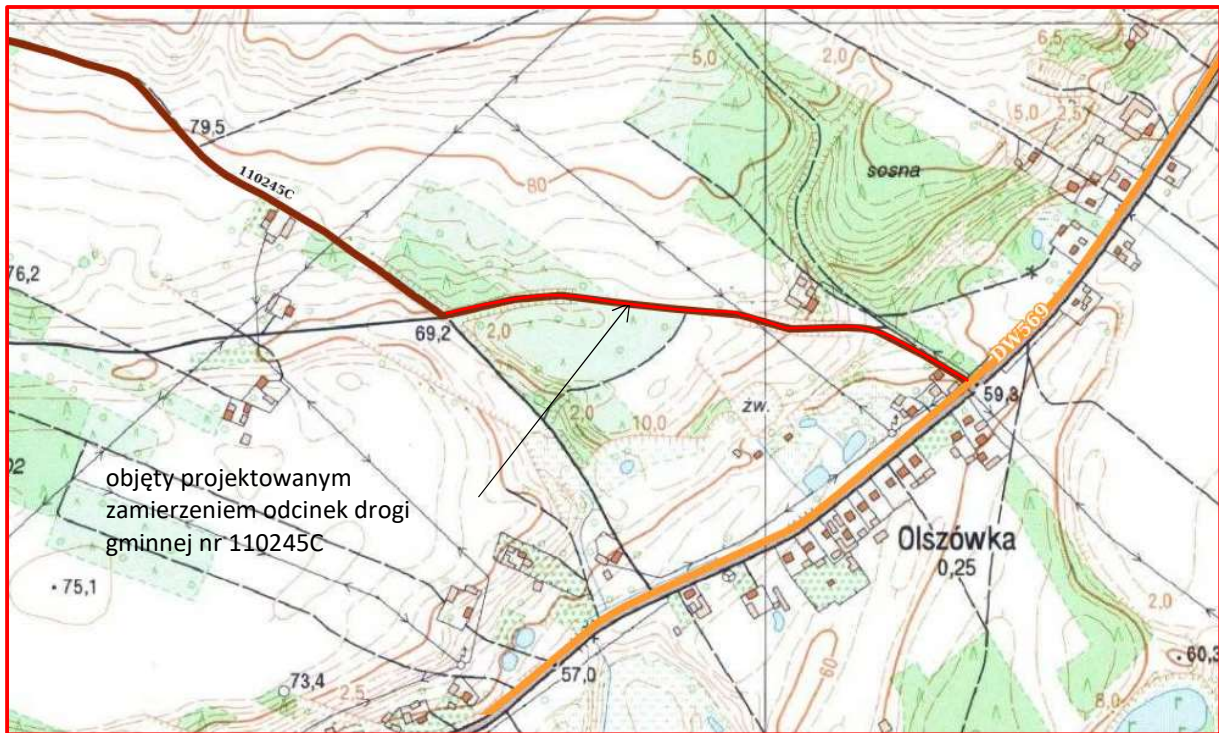 5,0
2,0
6,5
79,5
5,0
2,5
110245C
sosna
80
76,2
DW569
69,2
2,0
59,3
2,0
10,0
żw.
objęty projektowanym
zamierzeniem odcinek drogi
gminnej nr 110245C
Olszówka
0,25
75,1
2,0
60
60,3
57,0
73,4
2,5
8,0